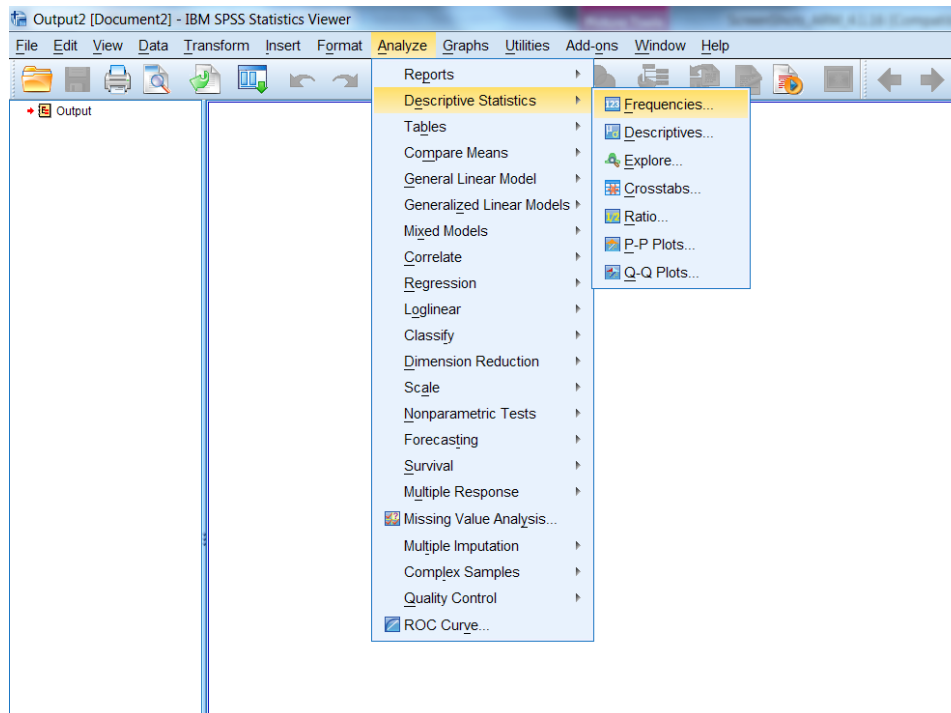 Output2 [Document2] - IBM SPSS Statistics Viewer
File Edit View Data Transform Insert Format Analyze Graphs Utilities Add-ons Window Help
Output
Reports
Descriptive Statistics
Tables
Compare Means
General Linear Model
Generalized Linear Models
Mixed Models
Correlate
Regression
Loglinear
Classify
Dimension Reduction
Scale
Nonparametric Tests
Forecasting
Survival
Multiple Response
Missing Value Analysis...
Multiple Imputation
Complex Samples
Quality Control
ROC Curve...
Frequencies...
Descriptives...
Explore...
Crosstabs...
Ratio...
P-P Plots...
Q-Q Plots...